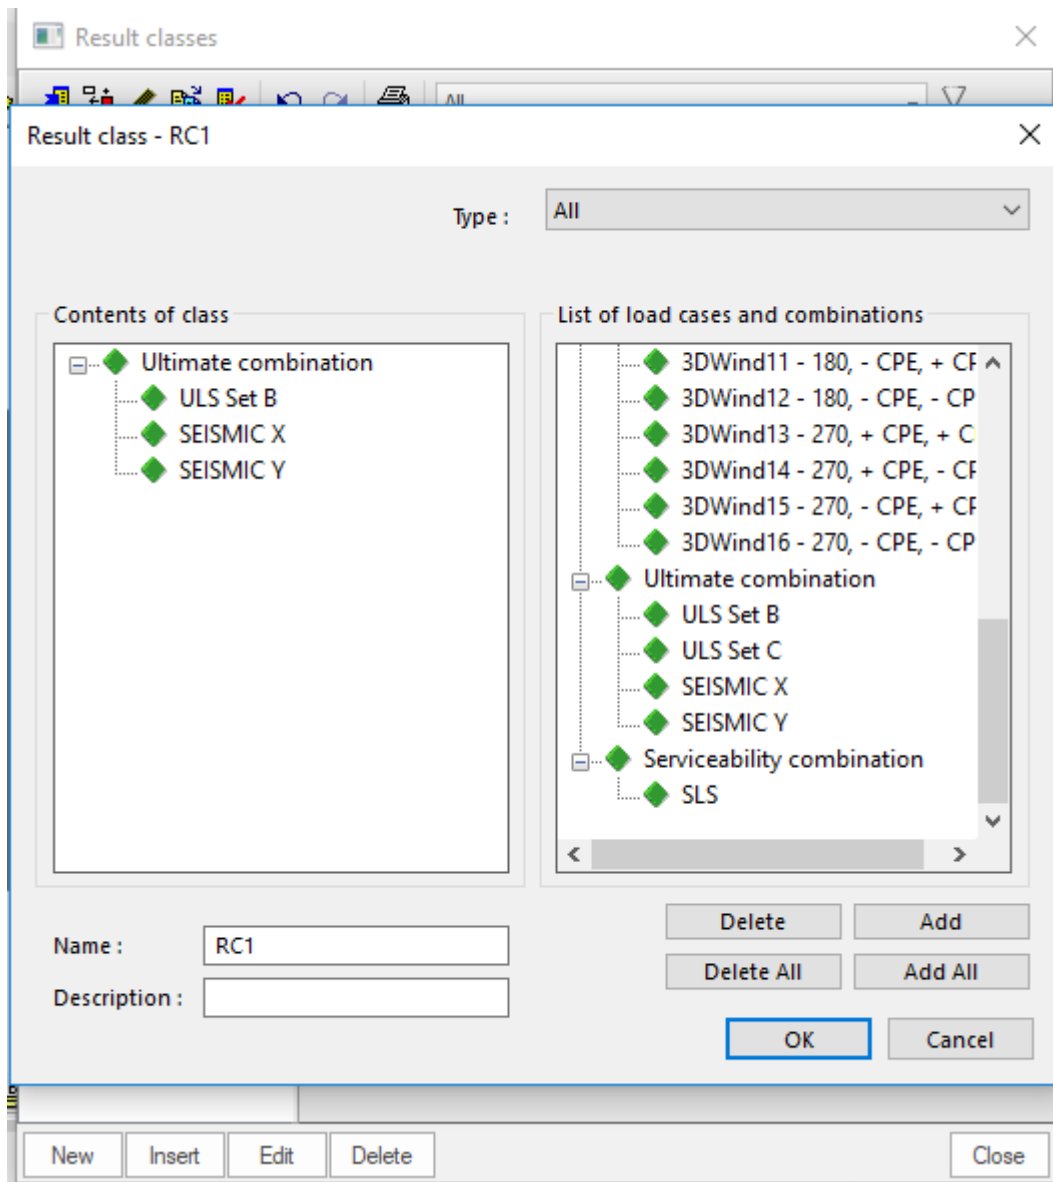 Result classes
All
Result class - RC1
Type :
All
Contents of class
Ultimate combination
ULS Set B
SEISMIC X
SEISMIC Y
List of load cases and combinations
3DWind11 - 180, - CPE, + CP
3DWind12 - 180, - CPE, - CP
3DWind13 - 270, + CPE, + C
3DWind14 - 270, + CPE, - CP
3DWind15 - 270, - CPE, + CP
3DWind16 - 270, - CPE, - CP
Ultimate combination
ULS Set B
ULS Set C
SEISMIC X
SEISMIC Y
Serviceability combination
SLS
Name :
RC1
Description :
Delete
Add
Delete All
Add All
OK
Cancel
New
Insert
Edit
Delete
Close